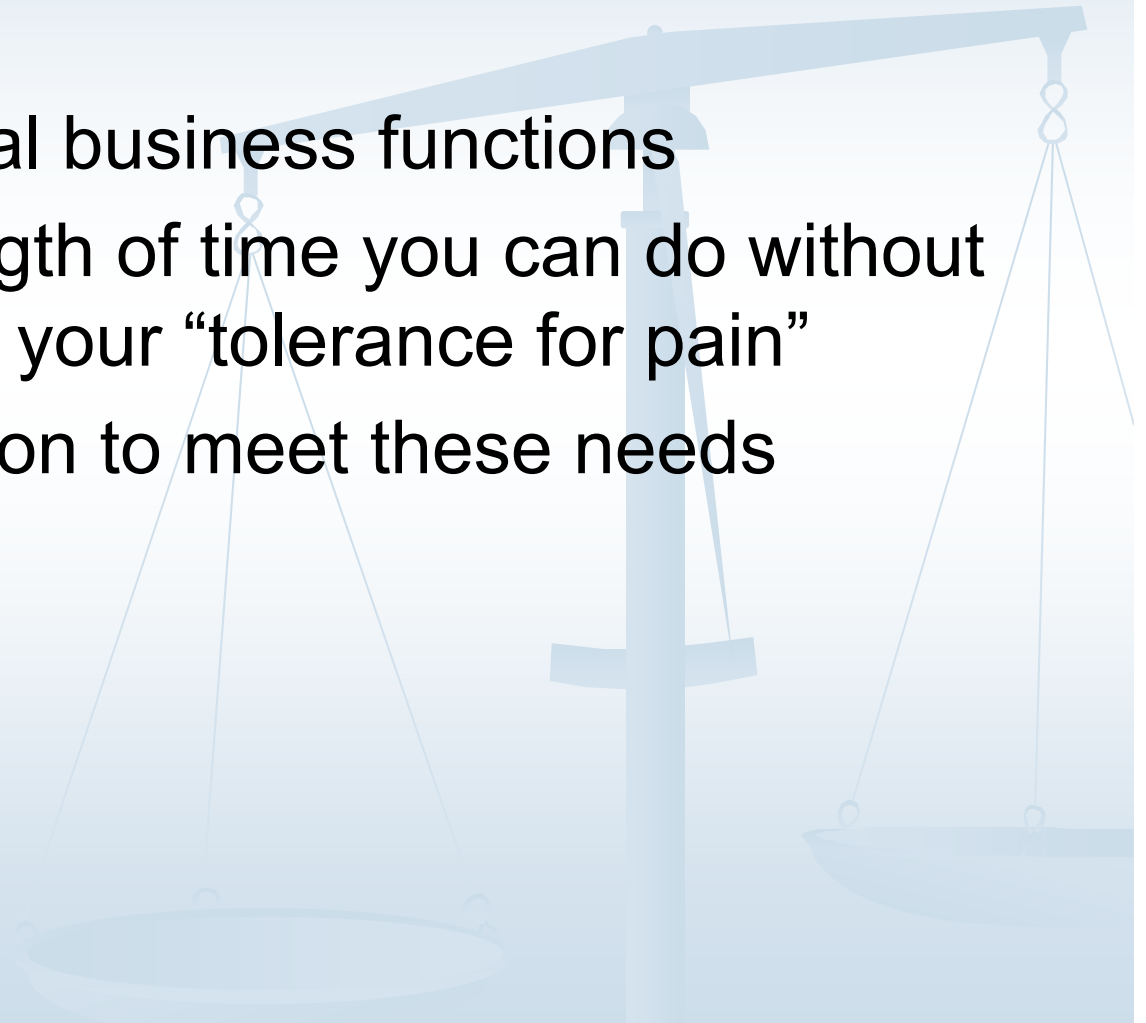 al business functions
gth of time you can do without
your “tolerance for pain”
on to meet these needs